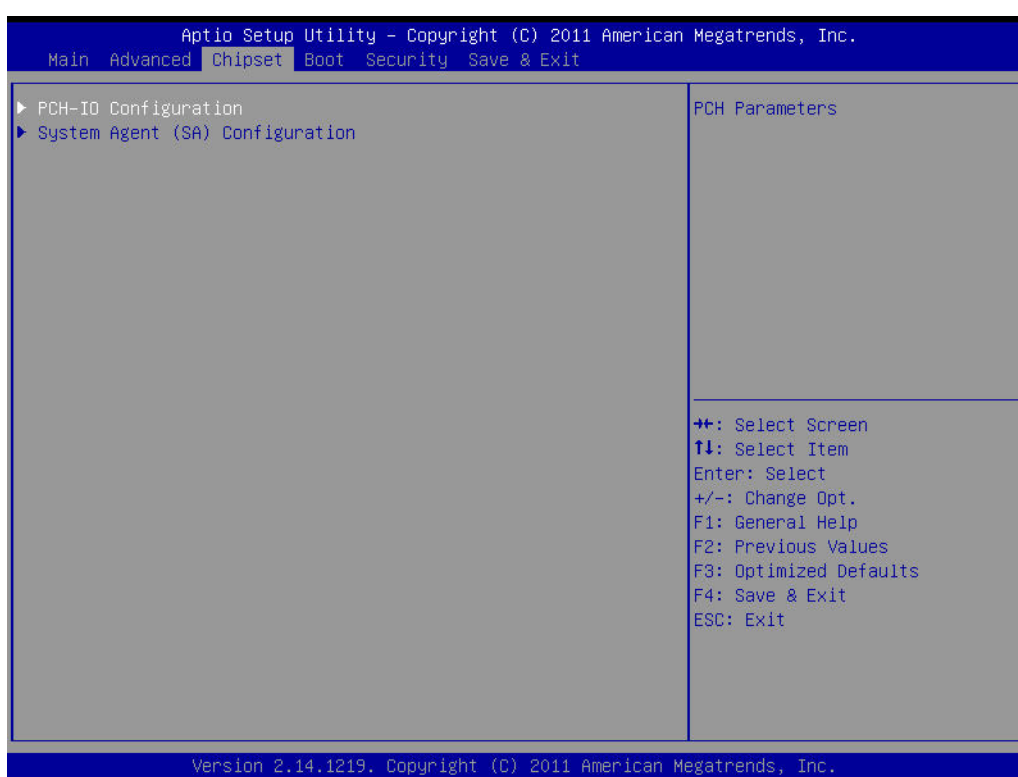 Aptio Setup Utility – Copyright (C) 2011 American Megatrends, Inc.
Main Advanced Chipset Boot Security Save & Exit
▶ PCH-IO Configuration
▶ System Agent (SA) Configuration
PCH Parameters
→←: Select Screen
↑↓: Select Item
Enter: Select
+/-: Change Opt.
F1: General Help
F2: Previous Values
F3: Optimized Defaults
F4: Save & Exit
ESC: Exit
Version 2.14.1219. Copyright (C) 2011 American Megatrends, Inc.